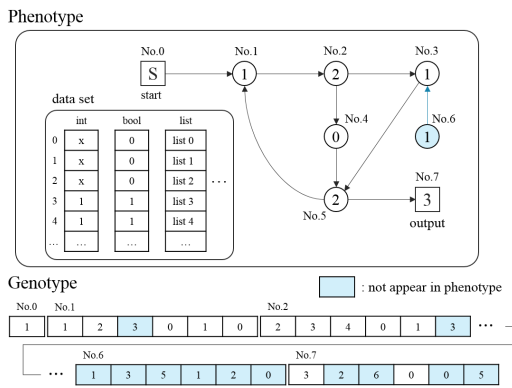 Phenotype
No.0 No.1 No.2 No.3
S 1 2 1
start
No.4 No.6
0 1
No.5 No.7
2 3
output
data set
int bool list
0 x 0 list 0
1 x 0 list 1
2 x 0 list 2 ...
3 1 1 list 3
4 1 1 list 4
... ... ... ...
Genotype
: not appear in phenotype
No.0 No.1 No.2
1 1 2 3 0 1 0 2 3 4 0 1 3 ...
No.6 No.7
... 1 3 5 1 2 0 3 2 6 0 0 5